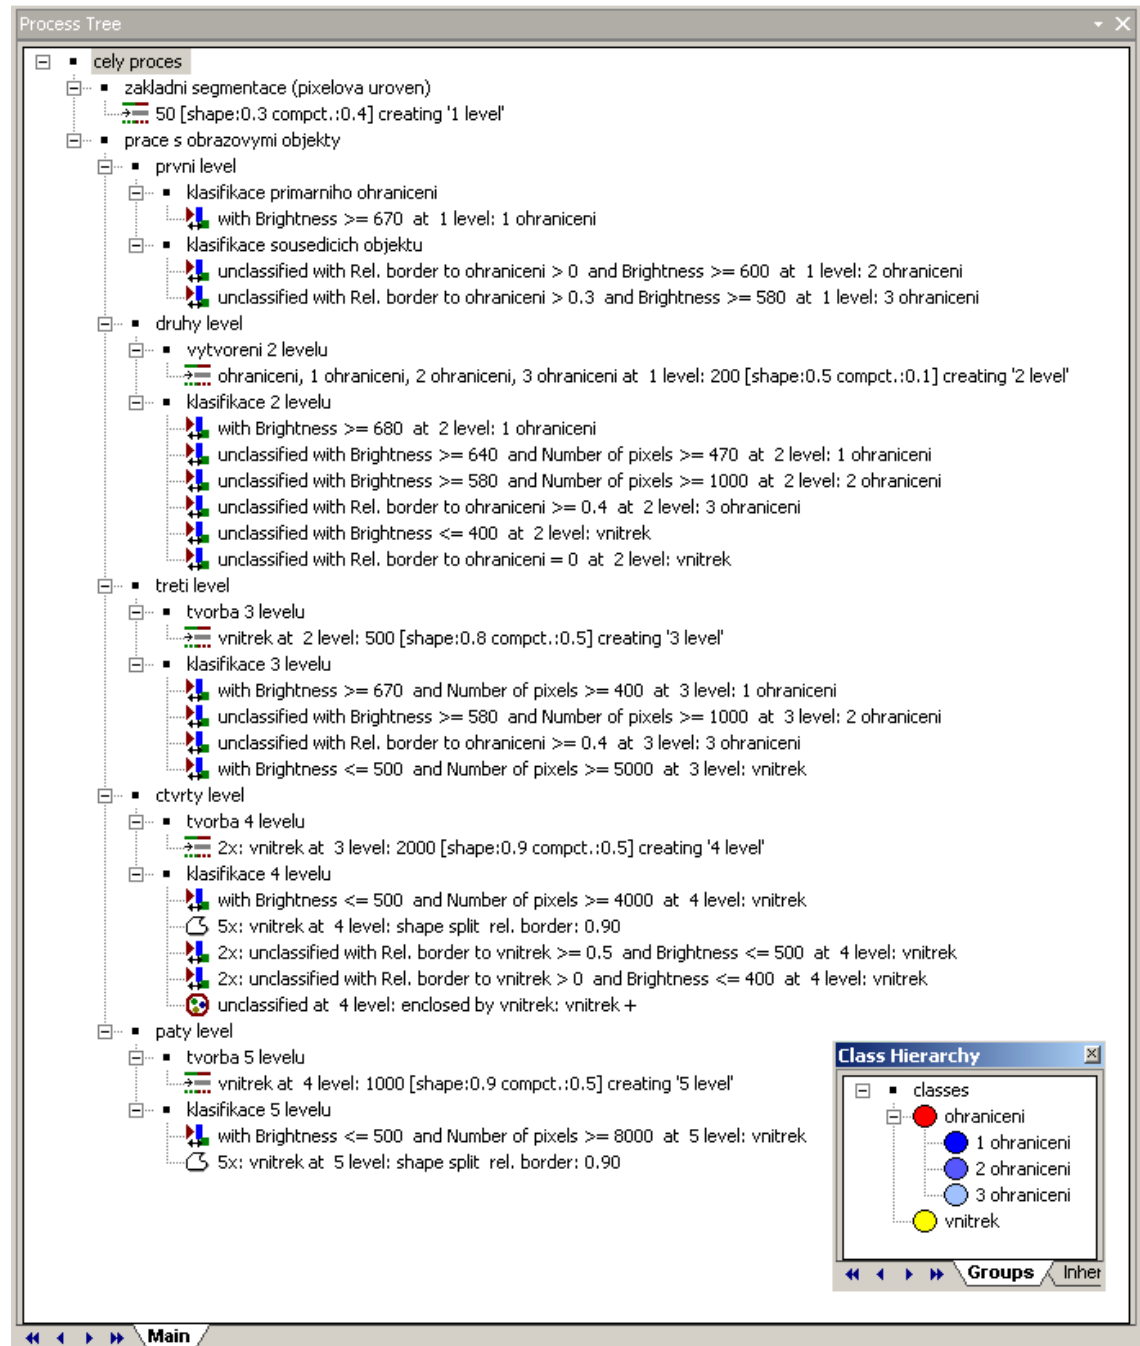 Process Tree
cely proces
zakladni segmentace (pixelova uroven)
50 [shape:0.3 compct.:0.4] creating '1 level'
prace s obrazovymi objekty
prvni level
klasifikace primarniho ohraniceni
with Brightness >= 670 at 1 level: 1 ohraniceni
klasifikace sousedicich objektu
unclassified with Rel. border to ohraniceni > 0 and Brightness >= 600 at 1 level: 2 ohraniceni
unclassified with Rel. border to ohraniceni > 0.3 and Brightness >= 580 at 1 level: 3 ohraniceni
druhy level
vytvoreni 2 levelu
ohraniceni, 1 ohraniceni, 2 ohraniceni, 3 ohraniceni at 1 level: 200 [shape:0.5 compct.:0.1] creating '2 level'
klasifikace 2 levelu
with Brightness >= 680 at 2 level: 1 ohraniceni
unclassified with Brightness >= 640 and Number of pixels >= 470 at 2 level: 1 ohraniceni
unclassified with Brightness >= 580 and Number of pixels >= 1000 at 2 level: 2 ohraniceni
unclassified with Rel. border to ohraniceni >= 0.4 at 2 level: 3 ohraniceni
unclassified with Brightness <= 400 at 2 level: vnitrek
unclassified with Rel. border to ohraniceni = 0 at 2 level: vnitrek
treti level
tvorba 3 levelu
vnitrek at 2 level: 500 [shape:0.8 compct.:0.5] creating '3 level'
klasifikace 3 levelu
with Brightness >= 670 and Number of pixels >= 400 at 3 level: 1 ohraniceni
unclassified with Brightness >= 580 and Number of pixels >= 1000 at 3 level: 2 ohraniceni
unclassified with Rel. border to ohraniceni >= 0.4 at 3 level: 3 ohraniceni
with Brightness <= 500 and Number of pixels >= 5000 at 3 level: vnitrek
ctvrty level
tvorba 4 levelu
2x: vnitrek at 3 level: 2000 [shape:0.9 compct.:0.5] creating '4 level'
klasifikace 4 levelu
with Brightness <= 500 and Number of pixels >= 4000 at 4 level: vnitrek
5x: vnitrek at 4 level: shape split rel. border: 0.90
2x: unclassified with Rel. border to vnitrek >= 0.5 and Brightness <= 500 at 4 level: vnitrek
2x: unclassified with Rel. border to vnitrek > 0 and Brightness <= 400 at 4 level: vnitrek
unclassified at 4 level: enclosed by vnitrek: vnitrek +
paty level
tvorba 5 levelu
vnitrek at 4 level: 1000 [shape:0.9 compct.:0.5] creating '5 level'
klasifikace 5 levelu
with Brightness <= 500 and Number of pixels >= 8000 at 5 level: vnitrek
5x: vnitrek at 5 level: shape split rel. border: 0.90
Class Hierarchy
classes
ohraniceni
1 ohraniceni
2 ohraniceni
3 ohraniceni
vnitrek
Groups Inher
Main